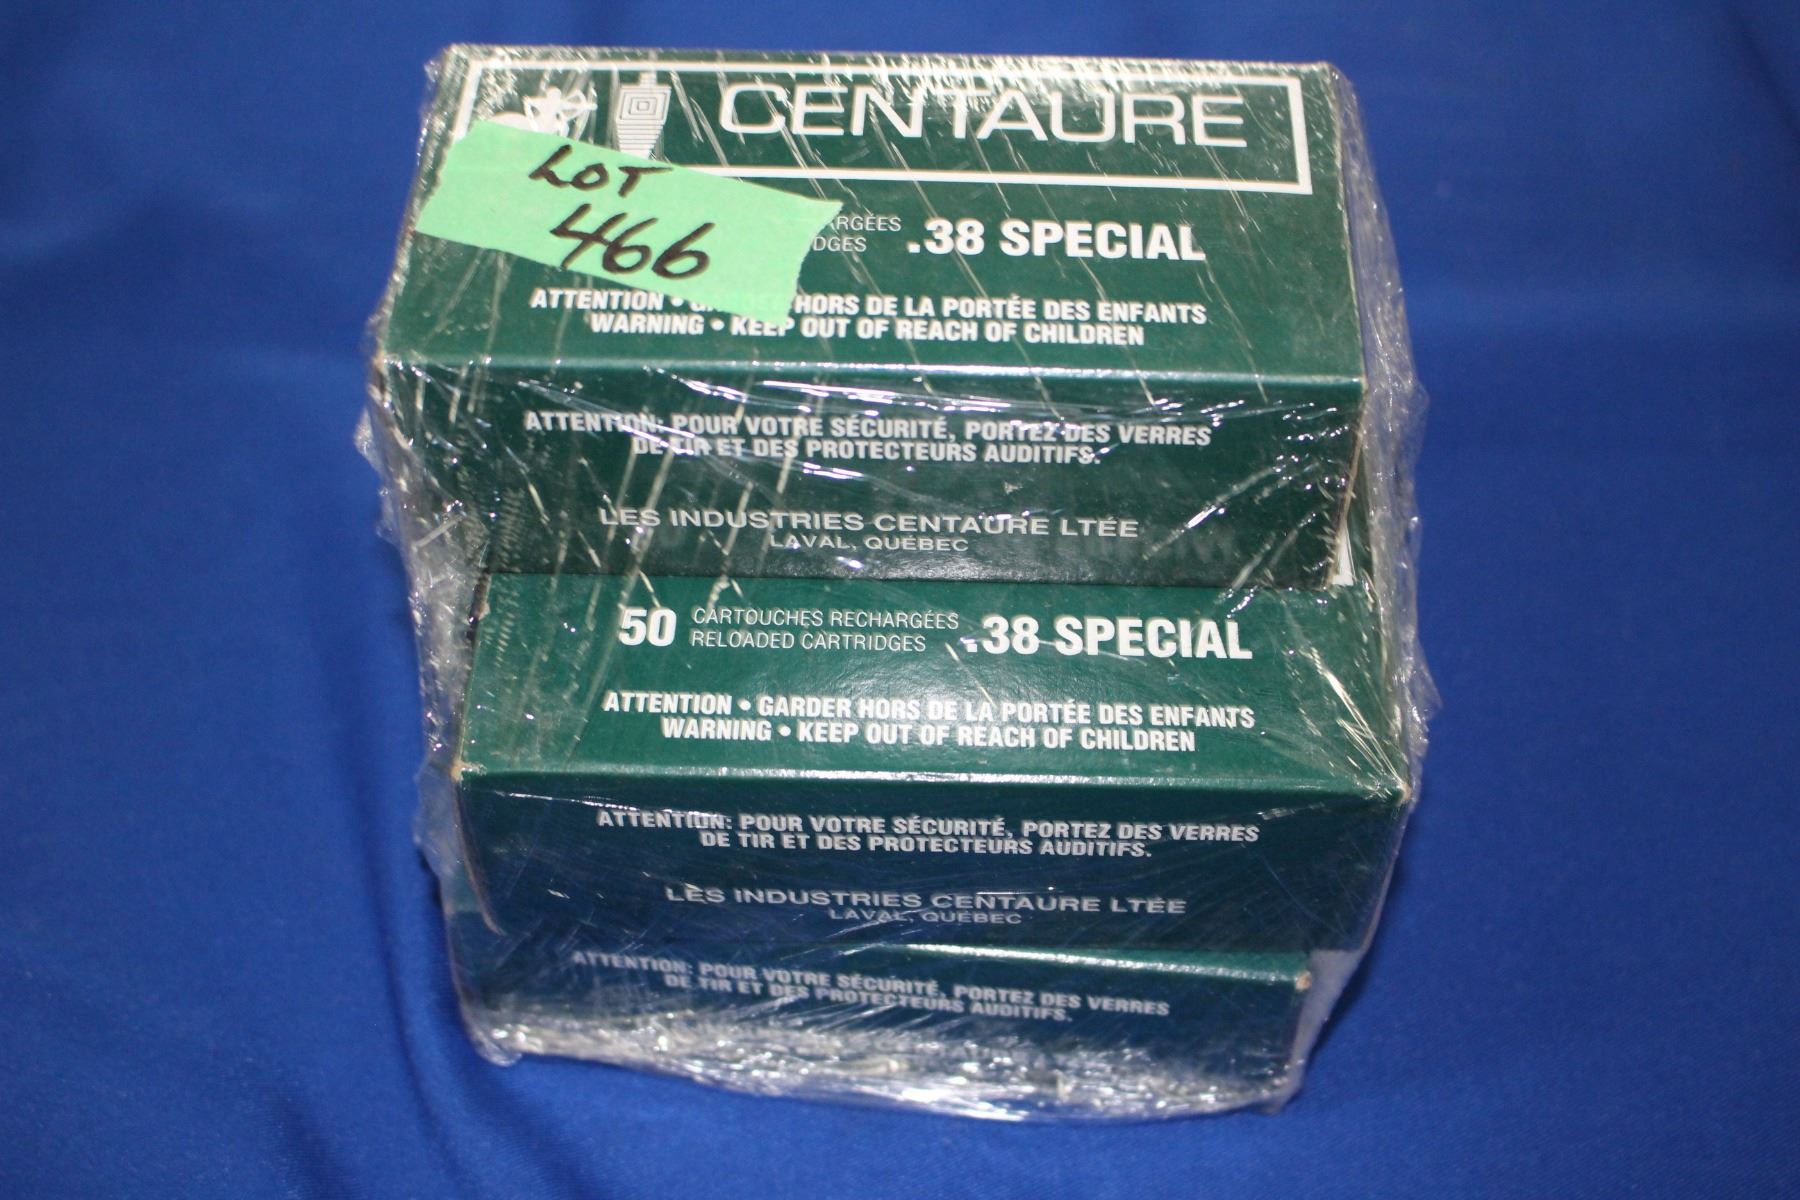 CENTAURE
LOT
466
.38 SPECIAL
ATTENTION • HORS DE LA PORTÉE DES ENFANTS
WARNING • KEEP OUT OF REACH OF CHILDREN
ATTENTION: POUR VOTRE SÉCURITÉ, PORTEZ DES VERRES
DE TIR ET DES PROTECTEURS AUDITIFS.
LES INDUSTRIES CENTAURE LTÉE
LAVAL, QUÉBEC
50 CARTOUCHES RECHARGÉES .38 SPECIAL
RELOADED CARTRIDGES
ATTENTION • GARDER HORS DE LA PORTÉE DES ENFANTS
WARNING • KEEP OUT OF REACH OF CHILDREN
ATTENTION: POUR VOTRE SÉCURITÉ, PORTEZ DES VERRES
DE TIR ET DES PROTECTEURS AUDITIFS.
LES INDUSTRIES CENTAURE LTÉE
LAVAL, QUÉBEC
ATTENTION: POUR VOTRE SÉCURITÉ, PORTEZ DES VERRES
DE TIR ET DES PROTECTEURS AUDITIFS.